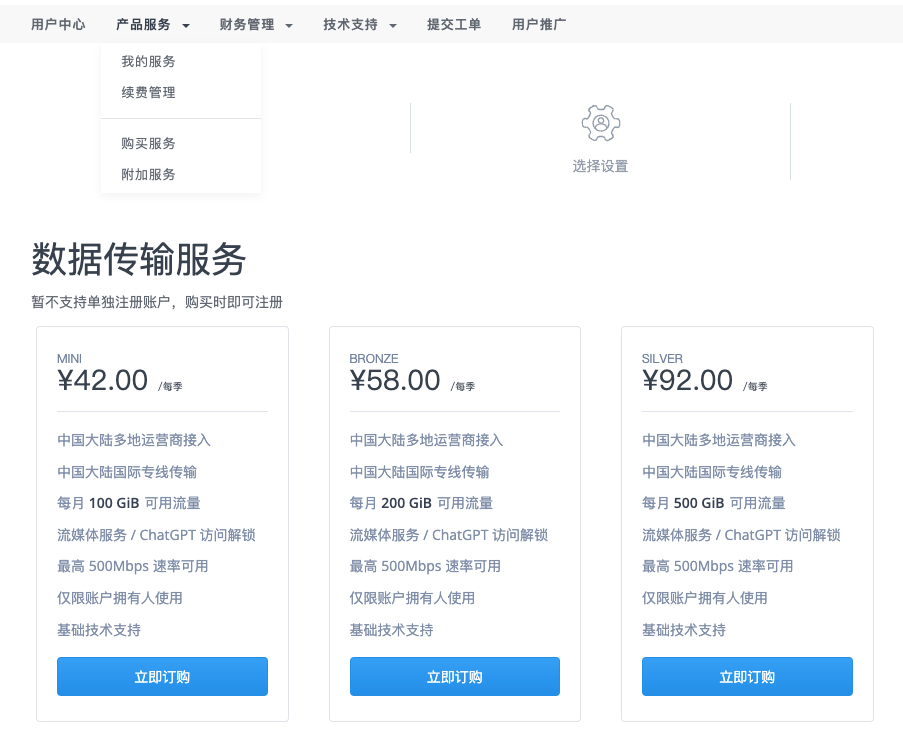 用户中心 产品服务 财务管理 技术支持 提交工单 用户推广
我的服务
续费管理
购买服务
附加服务
选择设置
数据传输服务
暂不支持单独注册账户，购买时即可注册
MINI
¥42.00 /每季
中国大陆多地运营商接入
中国大陆国际专线传输
每月 100 GiB 可用流量
流媒体服务 / ChatGPT 访问解锁
最高 500Mbps 速率可用
仅限账户拥有人使用
基础技术支持
立即订购
BRONZE
¥58.00 /每季
中国大陆多地运营商接入
中国大陆国际专线传输
每月 200 GiB 可用流量
流媒体服务 / ChatGPT 访问解锁
最高 500Mbps 速率可用
仅限账户拥有人使用
基础技术支持
立即订购
SILVER
¥92.00 /每季
中国大陆多地运营商接入
中国大陆国际专线传输
每月 500 GiB 可用流量
流媒体服务 / ChatGPT 访问解锁
最高 500Mbps 速率可用
仅限账户拥有人使用
基础技术支持
立即订购